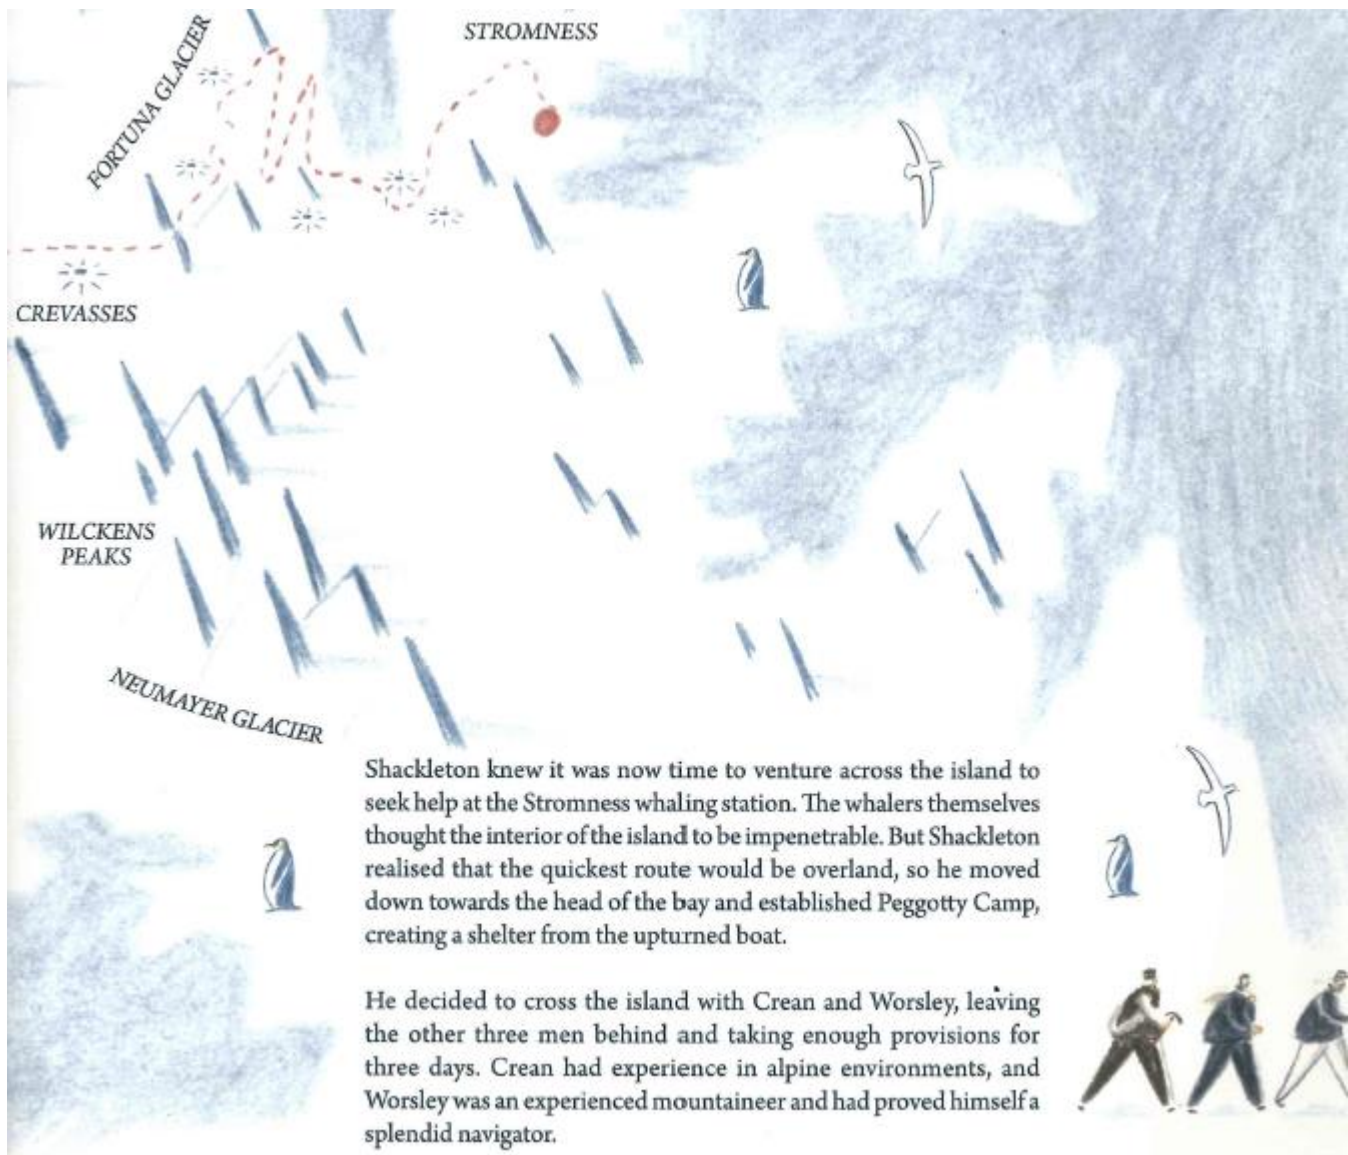 STROMNESS
FORTUNA GLACIER
CREVASSES
WILCKENS
PEAKS
NEUMAYER GLACIER
Shackleton knew it was now time to venture across the island to
seek help at the Stromness whaling station. The whalers themselves
thought the interior of the island to be impenetrable. But Shackleton
realised that the quickest route would be overland, so he moved
down towards the head of the bay and established Peggotty Camp,
creating a shelter from the upturned boat.
He decided to cross the island with Crean and Worsley, leaving
the other three men behind and taking enough provisions for
three days. Crean had experience in alpine environments, and
Worsley was an experienced mountaineer and had proved himself a
splendid navigator.